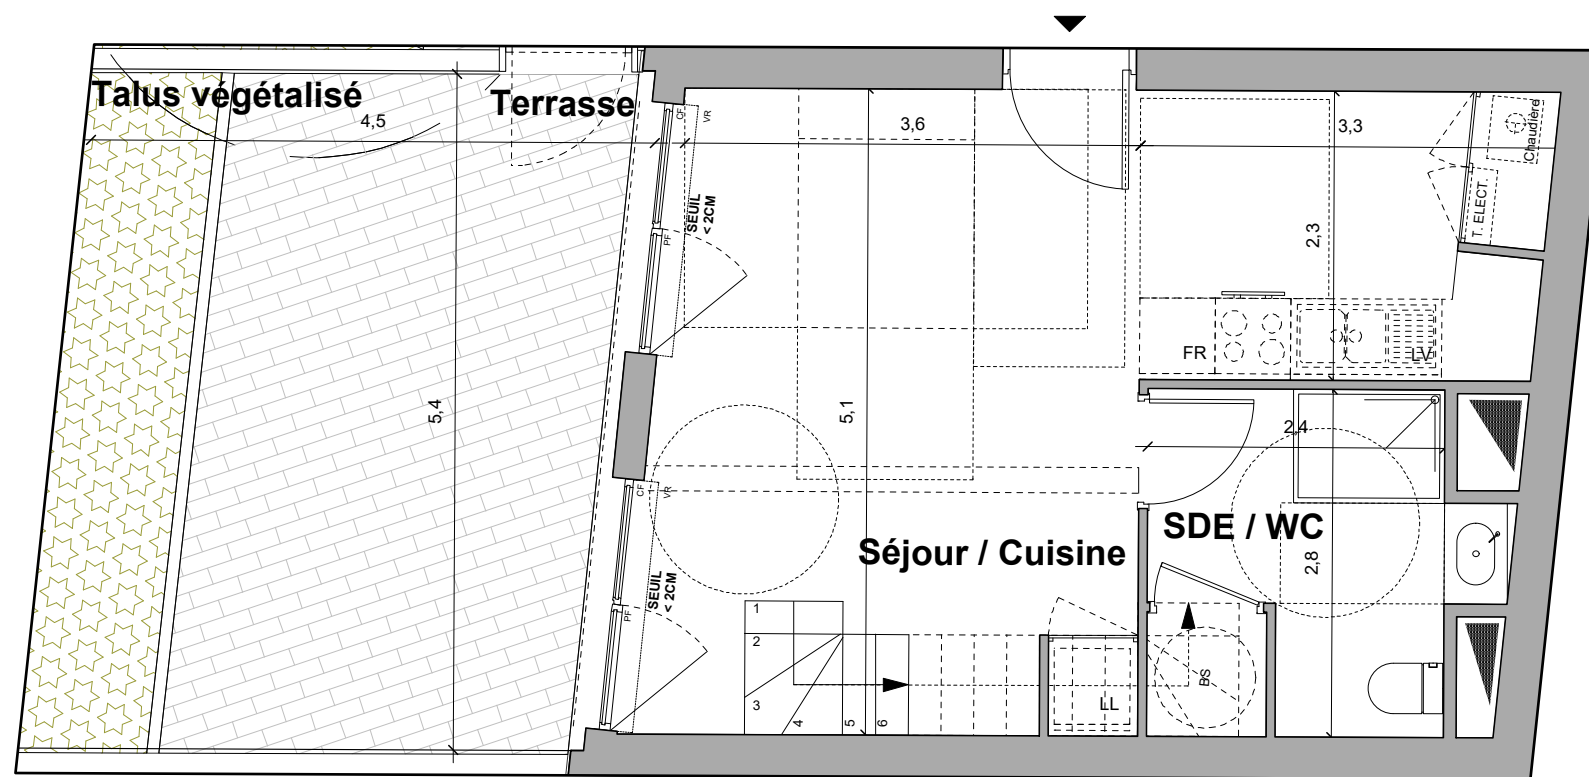 Talus végétalisé
Terrasse
4,5
3,6
3,3
CF
VR
Chaudière
T. ELECT.
SEUIL
< 2CM
PF
2,3
FR
LV
5,4
5,1
2,4
CF
VR
SDE / WC
Séjour / Cuisine
2,8
SEUIL
< 2CM
PF
1
2
3
4
5
6
LL
BS